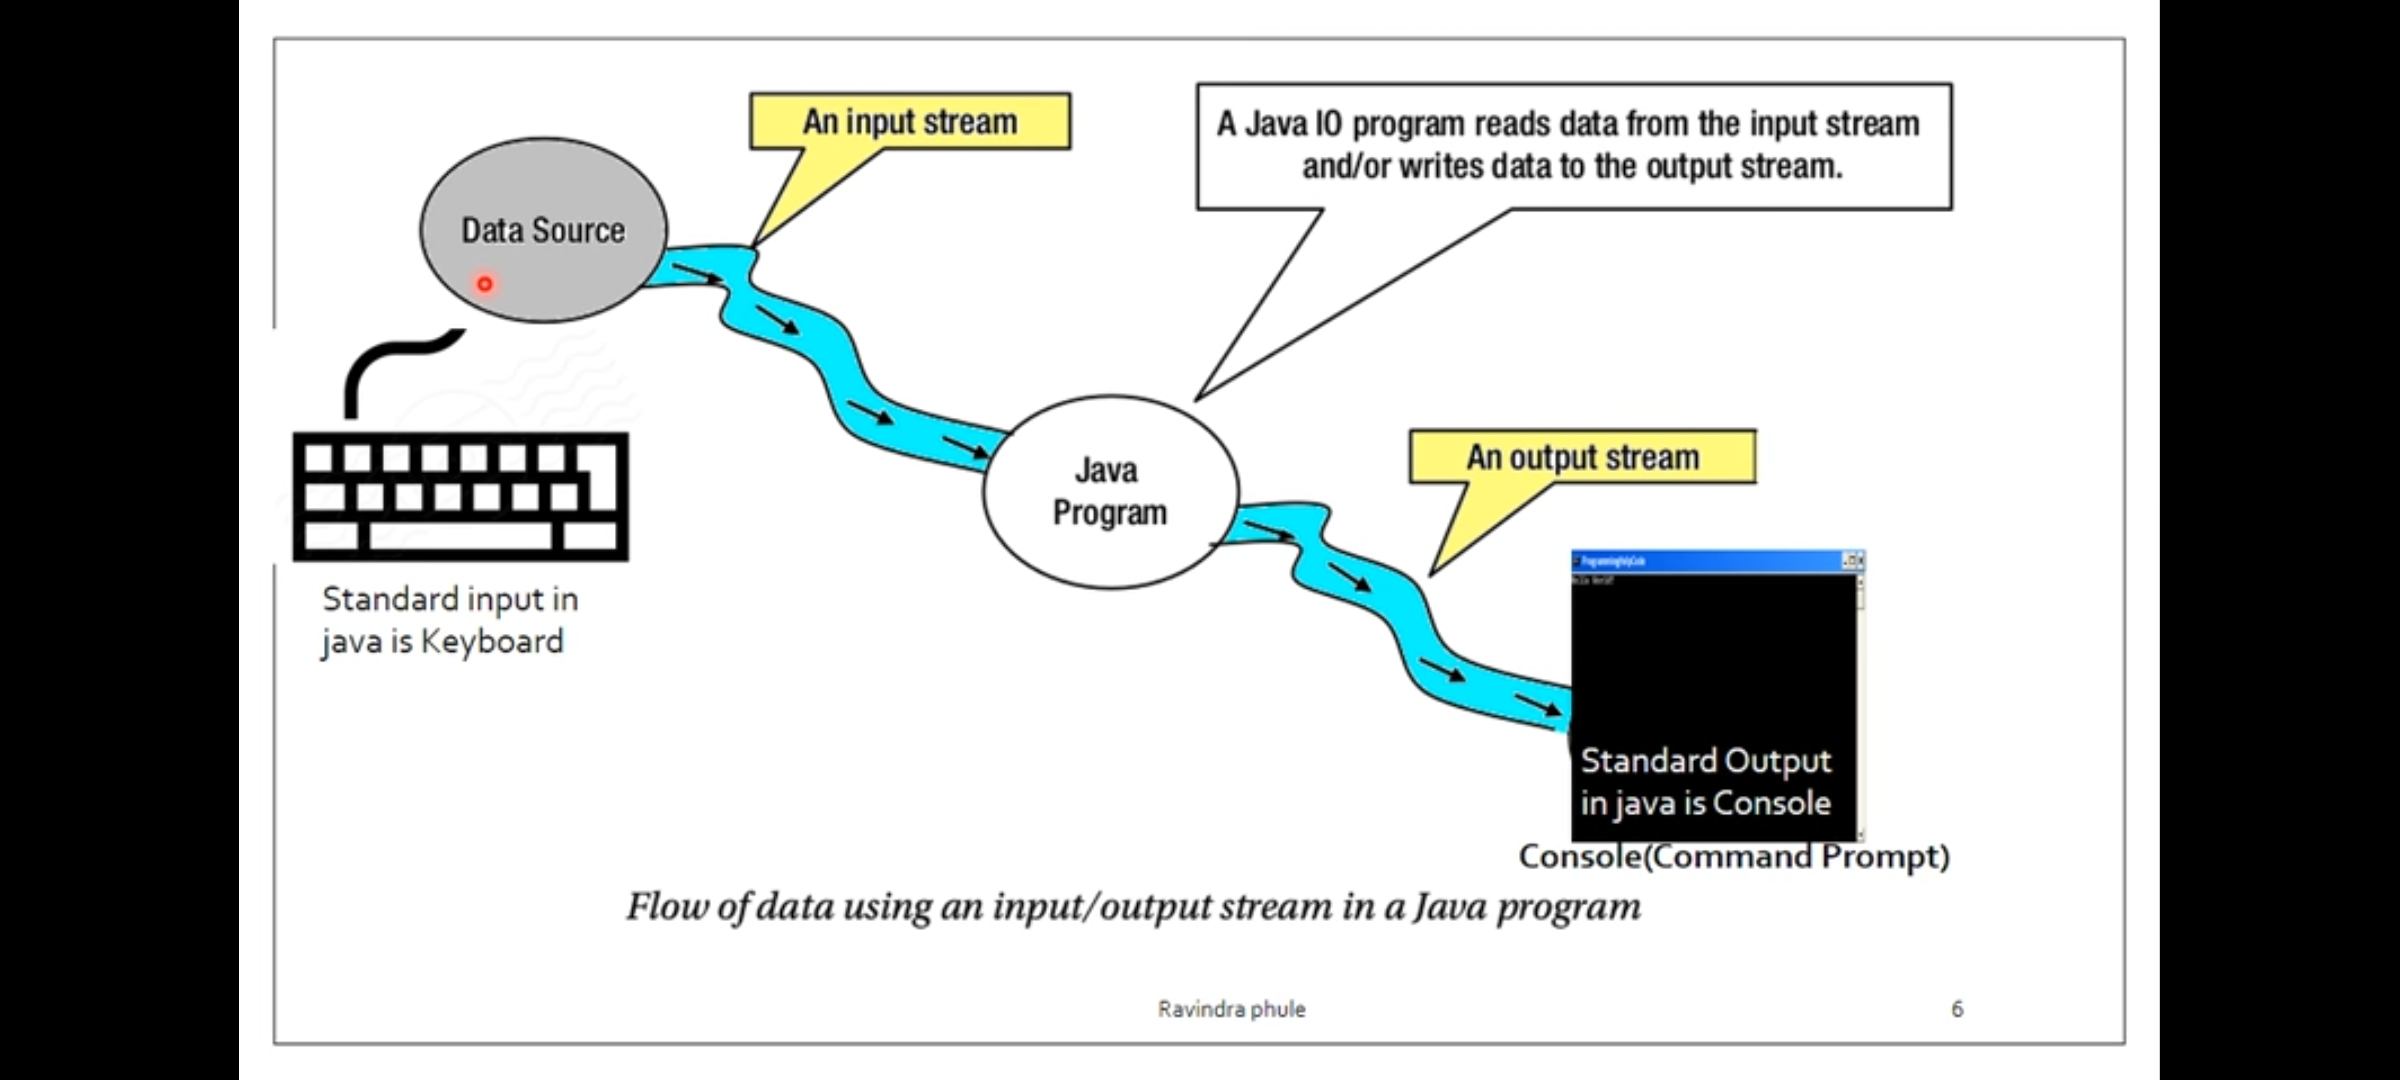 An input stream
A Java IO program reads data from the input stream
and/or writes data to the output stream.
Data Source
Java
Program
An output stream
Standard input in
java is Keyboard
Standard Output
in java is Console
Console(Command Prompt)
Flow of data using an input/output stream in a Java program
Ravindra phule
6